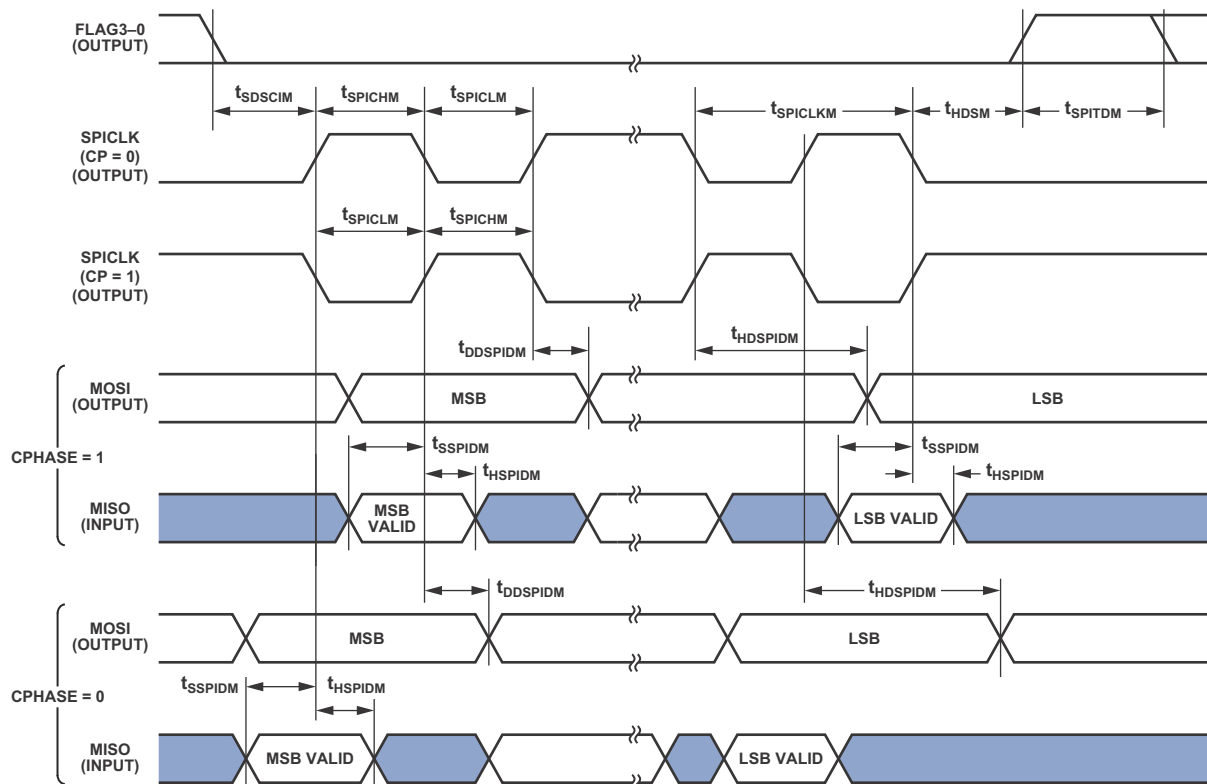 FLAG3–0
(OUTPUT)
tSDSCIM
tSPICHM
tSPICLM
tSPICLKM
tHDSM
tSPITDM
SPICLK
(CP = 0)
(OUTPUT)
tSPICLM
tSPICHM
SPICLK
(CP = 1)
(OUTPUT)
tDDSPIDM
tHDSPIDM
CPHASE = 1
MOSI
(OUTPUT)
MSB
LSB
tSSPIDM
tHSPIDM
tSSPIDM
tHSPIDM
MISO
(INPUT)
MSB
VALID
LSB VALID
tDDSPIDM
tHDSPIDM
CPHASE = 0
MOSI
(OUTPUT)
MSB
LSB
tSSPIDM
tHSPIDM
MISO
(INPUT)
MSB VALID
LSB VALID